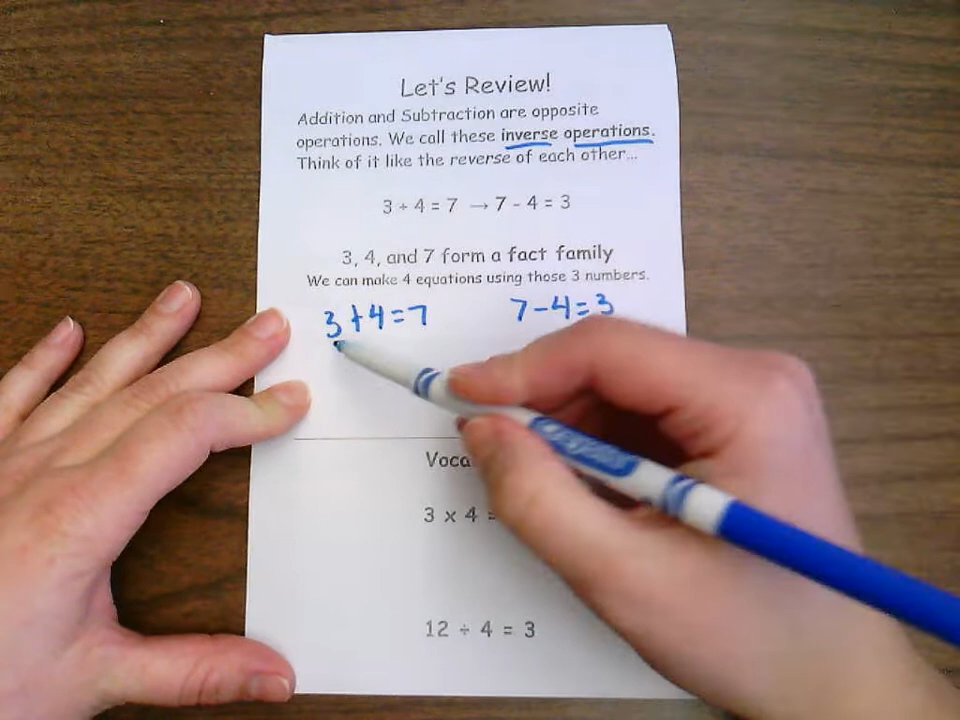 Let's Review!
Addition and Subtraction are opposite
operations. We call these inverse operations.
Think of it like the reverse of each other...
3 + 4 = 7 → 7 - 4 = 3
3, 4, and 7 form a fact family
We can make 4 equations using those 3 numbers.
3+4=7 7-4=3
Voca
3 x 4 =
12 ÷ 4 = 3